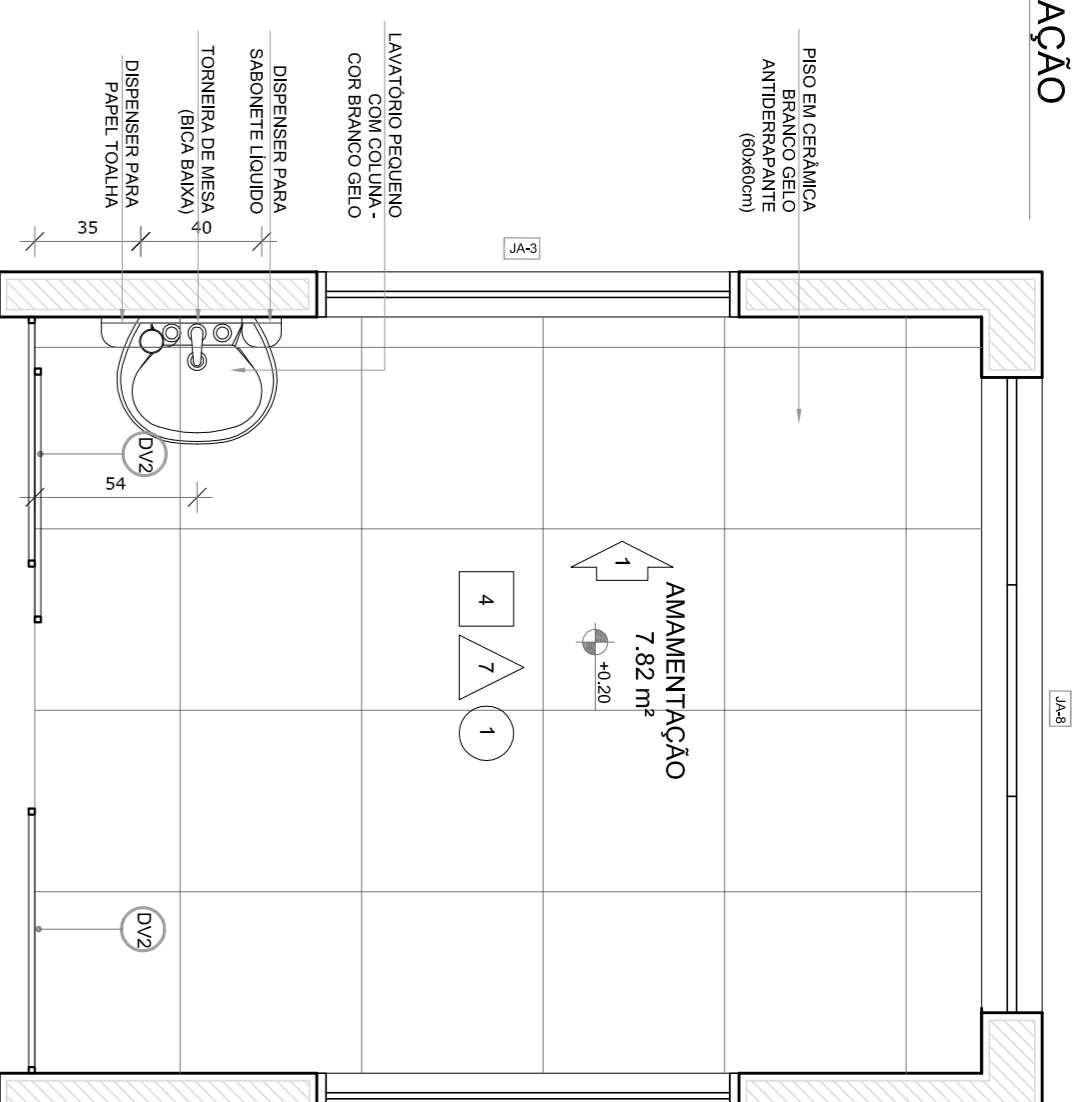 AÇÃO
PISO EM CERÂMICA
BRANCO GELO
ANTIDERRAPANTE
(60x60cm)
LAVATÓRIO PEQUENO
COM COLUNA -
COR BRANCO GELO
DISPENSER PARA
SABONETE LÍQUIDO
TORNEIRA DE MESA
(BICA BAIXA)
DISPENSER PARA
PAPEL TOALHA
35
40
JA-3
JA-8
DV2
54
1
AMAMENTAÇÃO
7.82 m²
+0.20
4
7
1
DV2